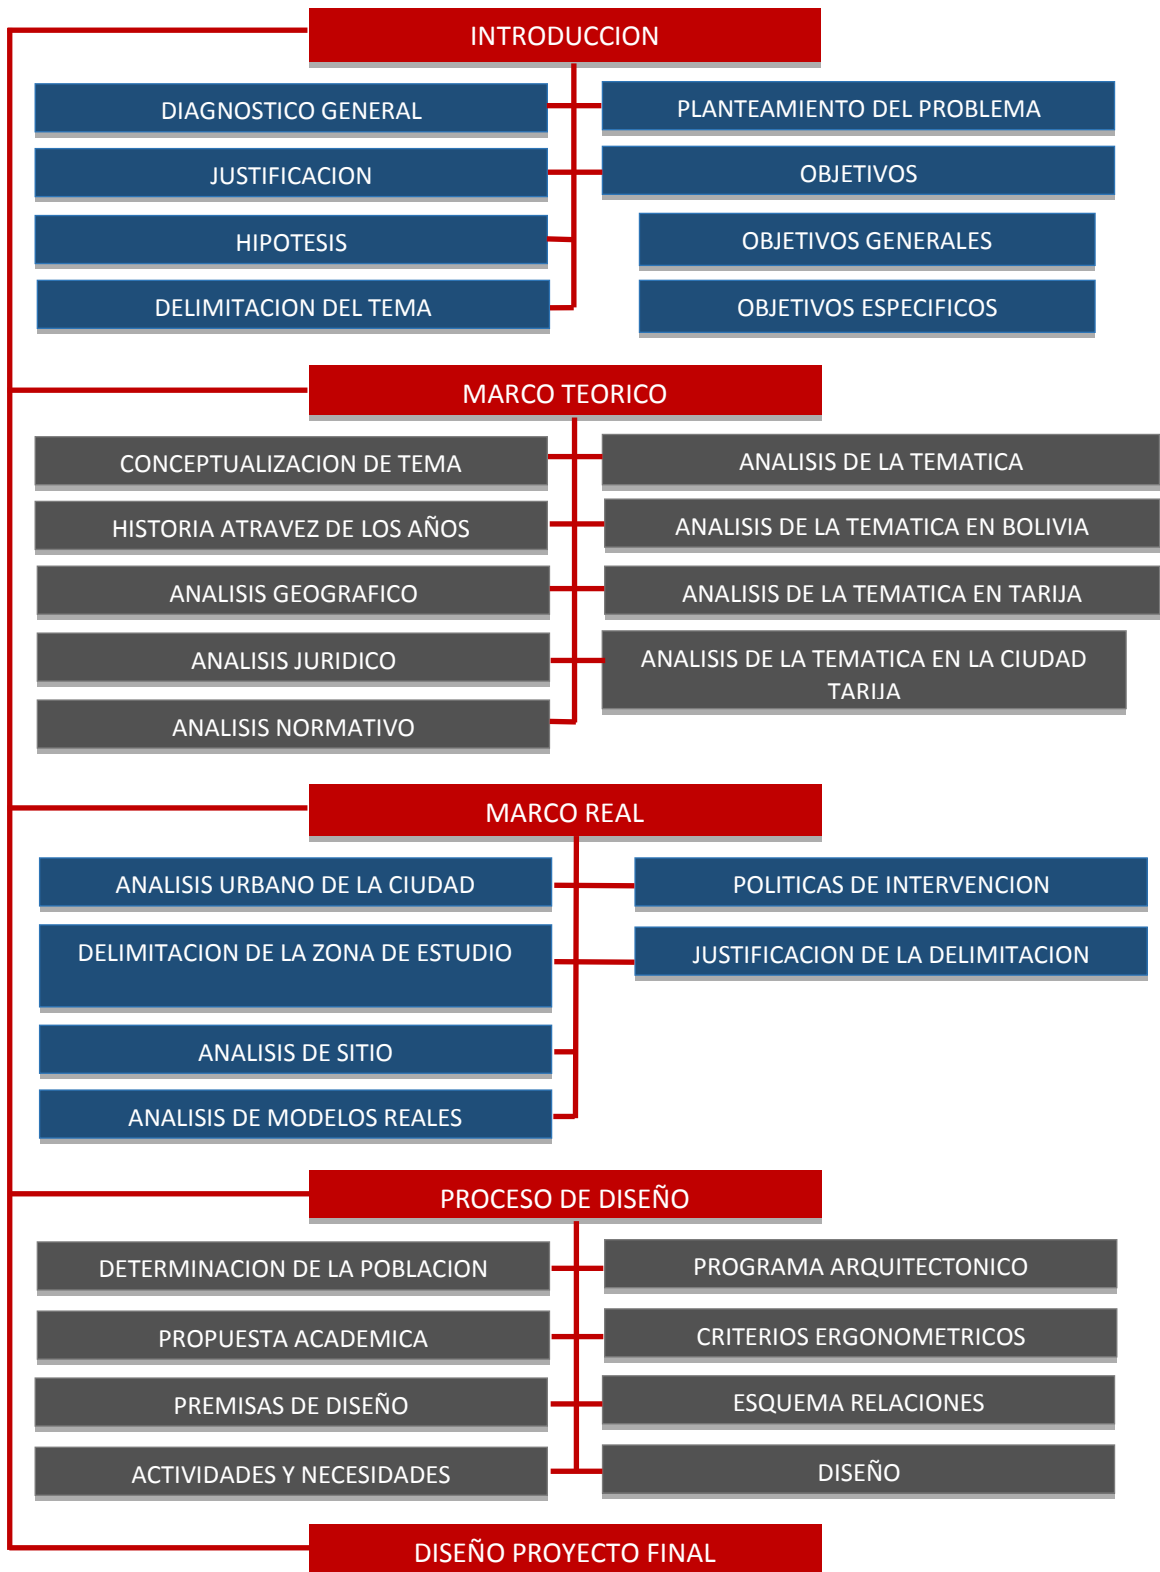 INTRODUCCION
DIAGNOSTICO GENERAL
PLANTEAMIENTO DEL PROBLEMA
JUSTIFICACION
OBJETIVOS
HIPOTESIS
OBJETIVOS GENERALES
DELIMITACION DEL TEMA
OBJETIVOS ESPECIFICOS
MARCO TEORICO
CONCEPTUALIZACION DE TEMA
ANALISIS DE LA TEMATICA
HISTORIA ATRAVEZ DE LOS AÑOS
ANALISIS DE LA TEMATICA EN BOLIVIA
ANALISIS GEOGRAFICO
ANALISIS DE LA TEMATICA EN TARIJA
ANALISIS JURIDICO
ANALISIS DE LA TEMATICA EN LA CIUDAD
TARIJA
ANALISIS NORMATIVO
MARCO REAL
ANALISIS URBANO DE LA CIUDAD
POLITICAS DE INTERVENCION
DELIMITACION DE LA ZONA DE ESTUDIO
JUSTIFICACION DE LA DELIMITACION
ANALISIS DE SITIO
ANALISIS DE MODELOS REALES
PROCESO DE DISEÑO
DETERMINACION DE LA POBLACION
PROGRAMA ARQUITECTONICO
PROPUESTA ACADEMICA
CRITERIOS ERGONOMETRICOS
PREMISAS DE DISEÑO
ESQUEMA RELACIONES
ACTIVIDADES Y NECESIDADES
DISEÑO
DISEÑO PROYECTO FINAL